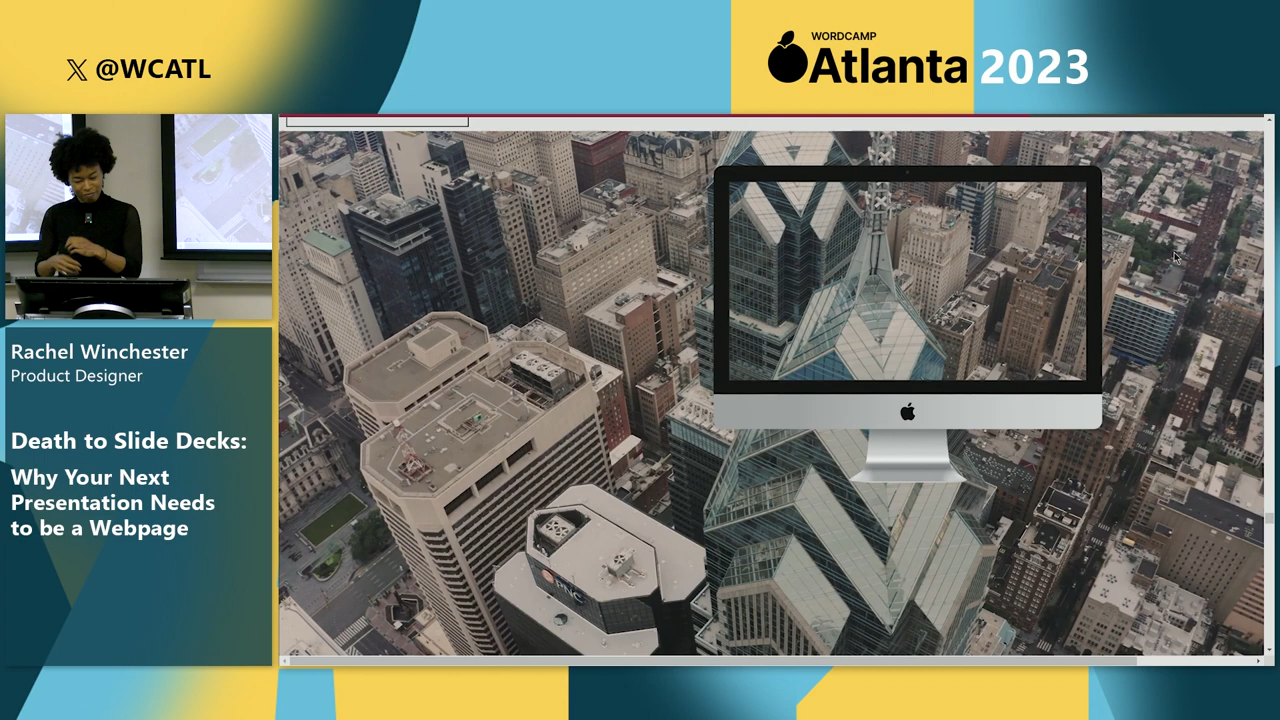 X @WCATL
WORDCAMP
Atlanta 2023
Rachel Winchester
Product Designer
Death to Slide Decks:
Why Your Next
Presentation Needs
to be a Webpage
PNC